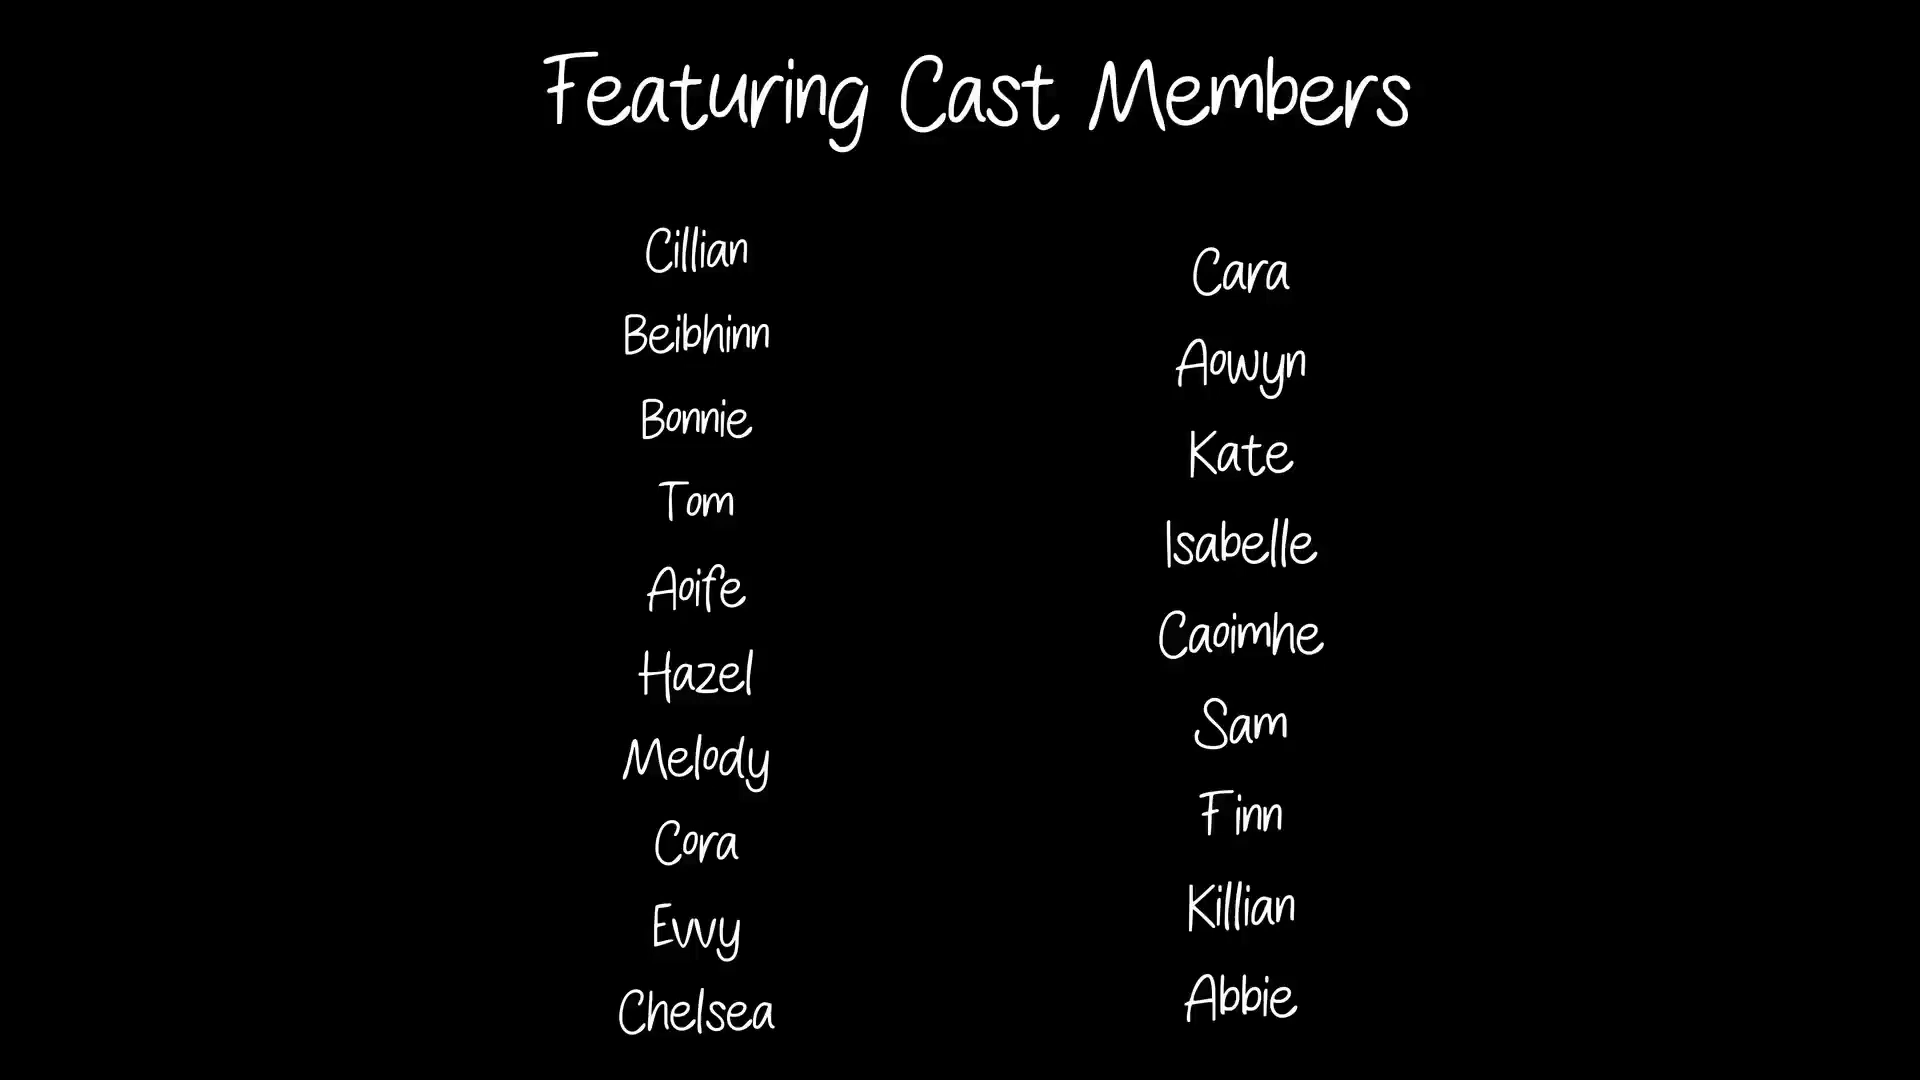 Featuring Cast Members
Cillian
Beibhinn
Bonnie
Tom
Aoife
Hazel
Melody
Cora
Evvy
Chelsea
Cara
Aowyn
Kate
Isabelle
Caoimhe
Sam
Finn
Killian
Abbie